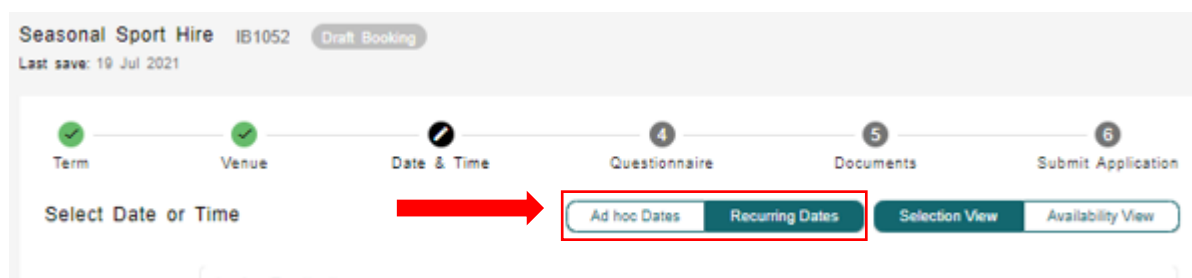 Seasonal Sport Hire IB1052 Draft Booking
Last save: 19 Jul 2021
4 5 6
Term Venue Date & Time Questionnaire Documents Submit Application
Select Date or Time Ad hoc Dates Recurring Dates Selection View Availability View